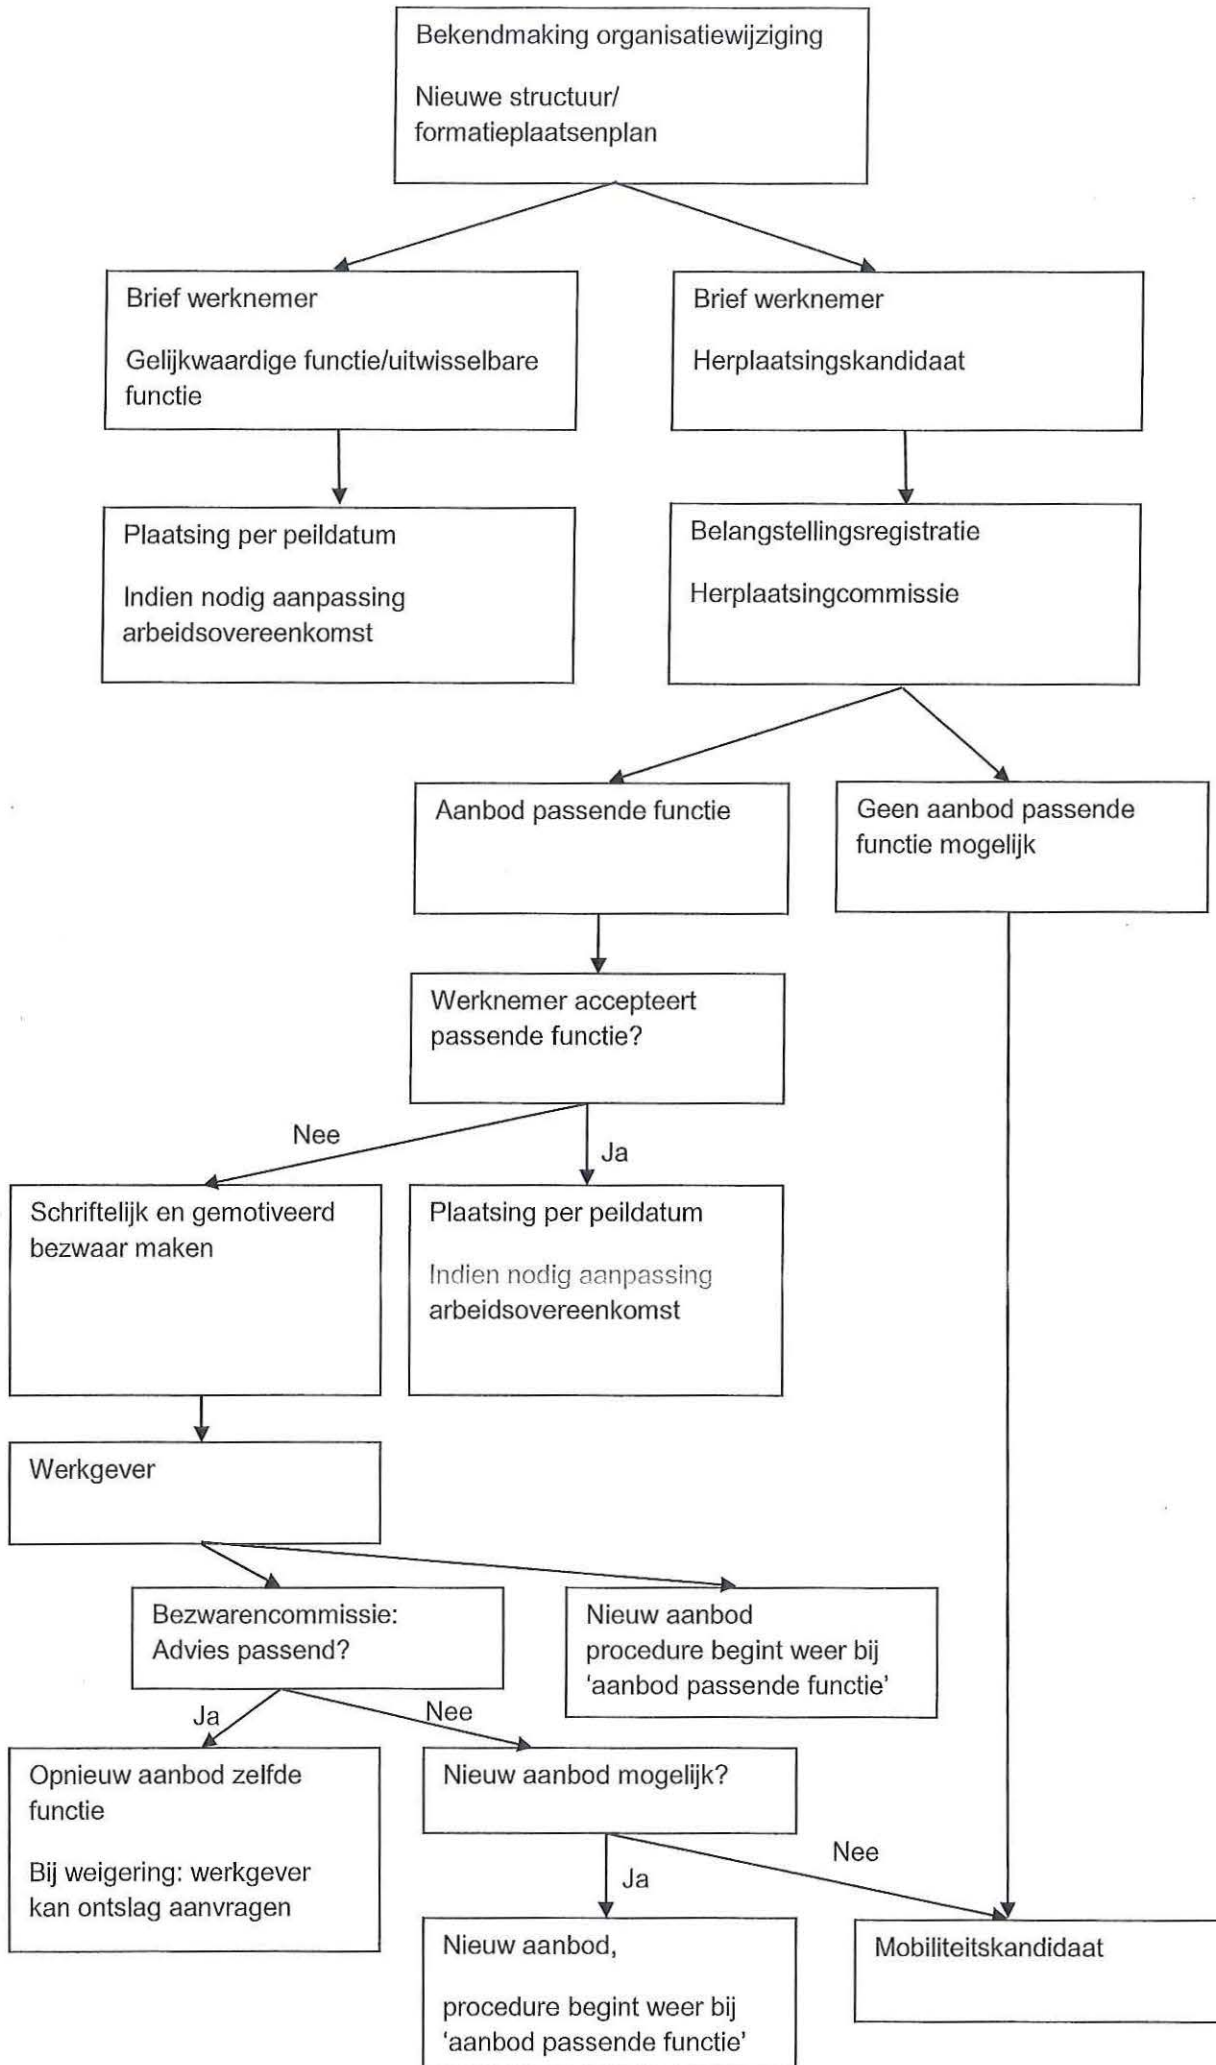 Bekendmaking organisatiewijziging
Nieuwe structuur/
formatieplaatsenplan
Brief werknemer
Gelijkwaardige functie/uitwisselbare
functie
Brief werknemer
Herplaatsingskandidaat
Plaatsing per peildatum
Indien nodig aanpassing
arbeidsovereenkomst
Belangstellingsregistratie
Herplaatsingcommissie
Aanbod passende functie
Geen aanbod passende
functie mogelijk
Werknemer accepteert
passende functie?
Nee
Ja
Schriftelijk en gemotiveerd
bezwaar maken
Plaatsing per peildatum
Indien nodig aanpassing
arbeidsovereenkomst
Werkgever
Bezwarencommissie:
Advies passend?
Nieuw aanbod
procedure begint weer bij
‘aanbod passende functie’
Ja
Nee
Opnieuw aanbod zelfde
functie
Bij weigering: werkgever
kan ontslag aanvragen
Nieuw aanbod mogelijk?
Ja
Nee
Nieuw aanbod,
procedure begint weer bij
‘aanbod passende functie’
Mobiliteitskandidaat